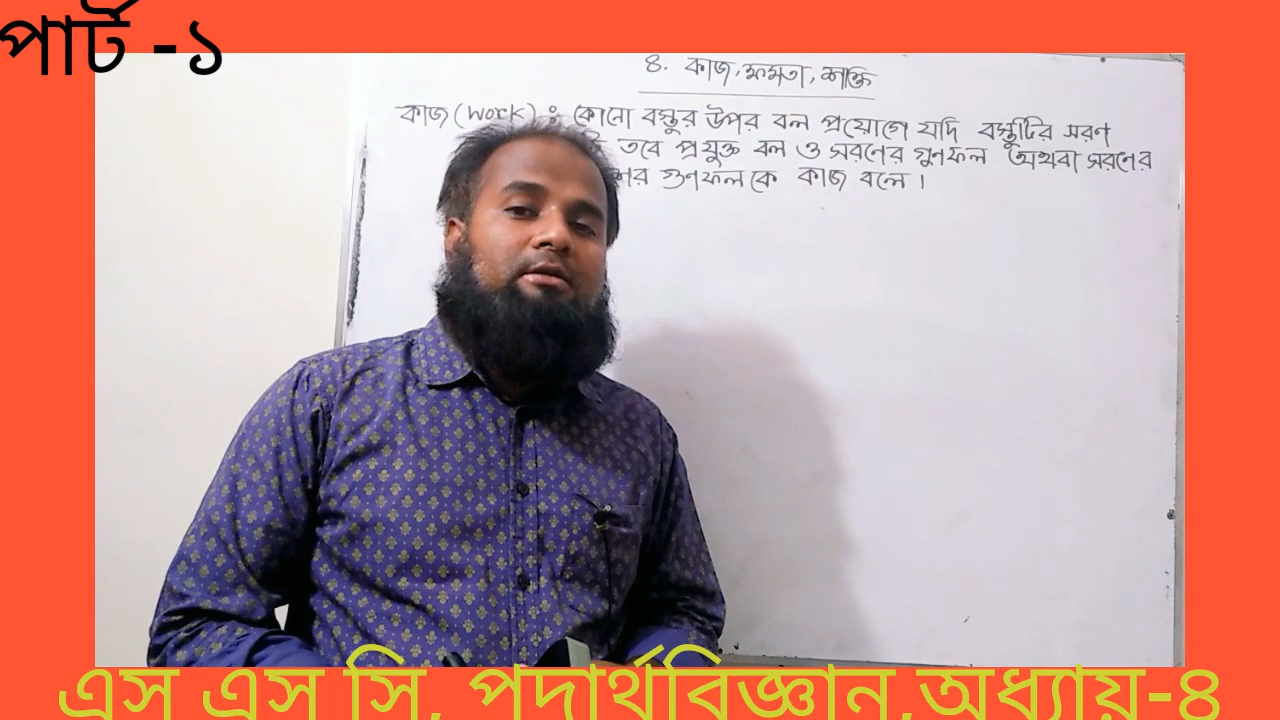 পার্ট -১
৪. কাজ, ক্ষমতা, শক্তি
কাজ (work) : কোনো বস্তুর উপর বল প্রয়োগে যদি বস্তুটির সরণ
তবে প্রযুক্ত বল ও সরণের গুণফল অথবা সরণের
গুণফল কে কাজ বলে।
এস এস সি, পদার্থবিজ্ঞান,অধ্যায়-৪